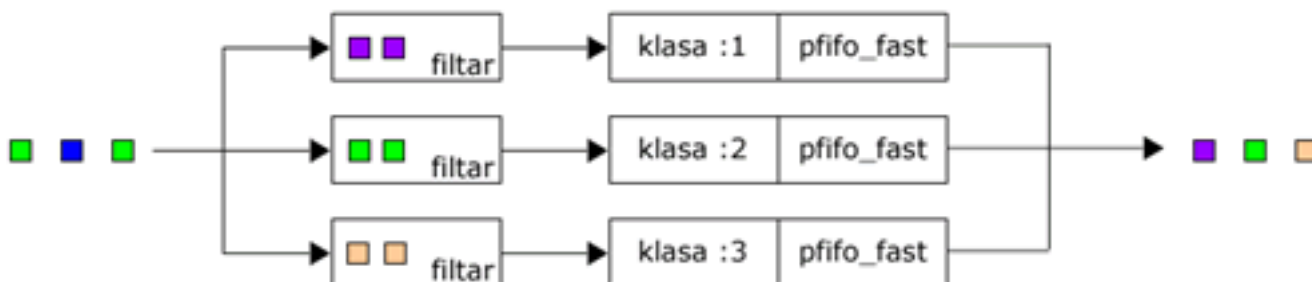 filtar klasa :1 pfifo_fast
filtar klasa :2 pfifo_fast
filtar klasa :3 pfifo_fast